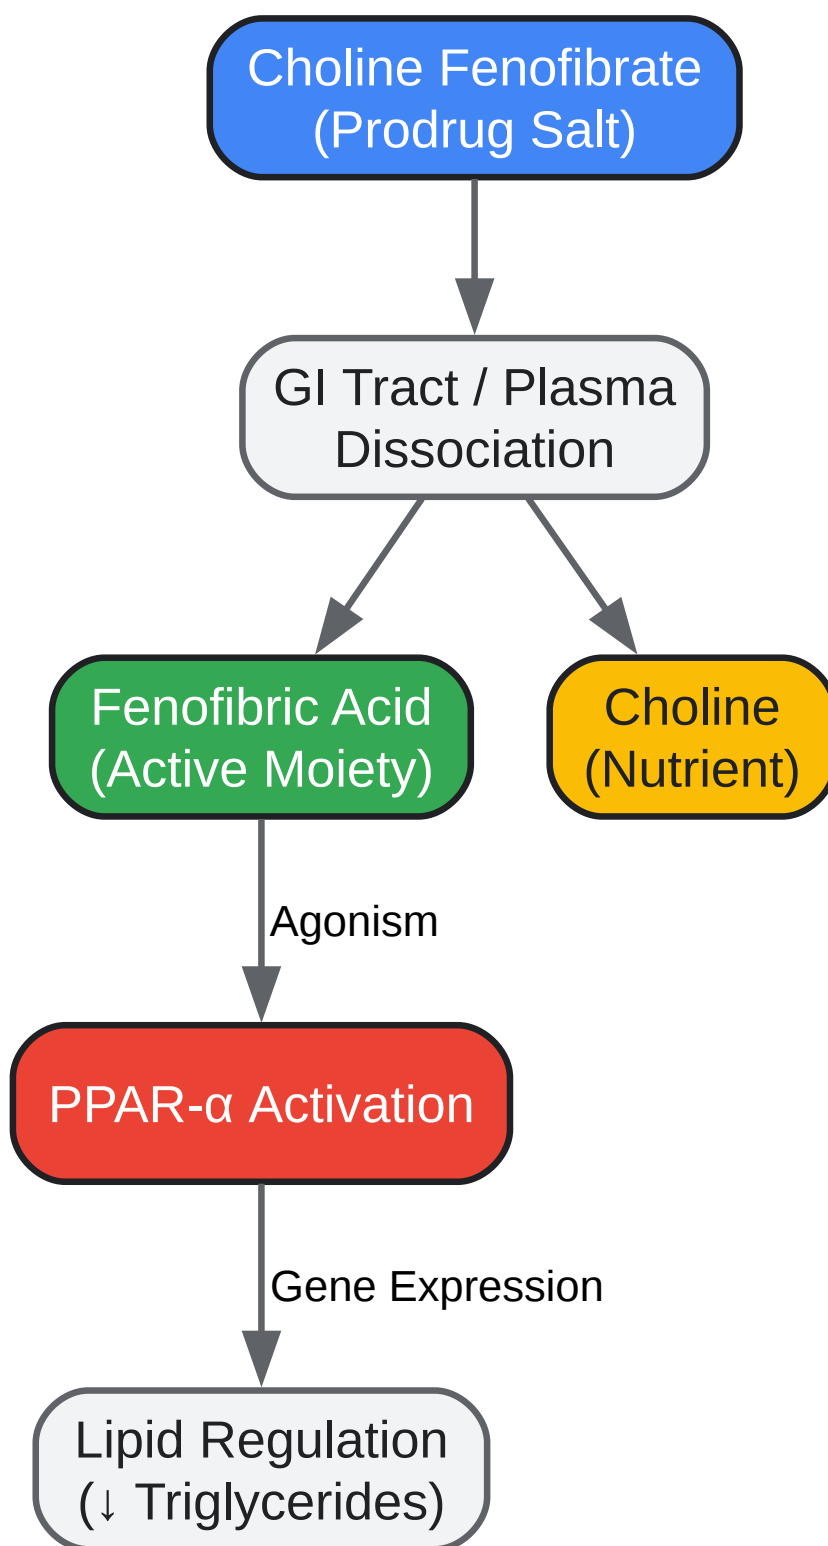 Choline Fenofibrate
(Prodrug Salt)
GI Tract / Plasma
Dissociation
Fenofibric Acid
(Active Moiety)
Choline
(Nutrient)
Agonism
PPAR-α Activation
Gene Expression
Lipid Regulation
(↓ Triglycerides)